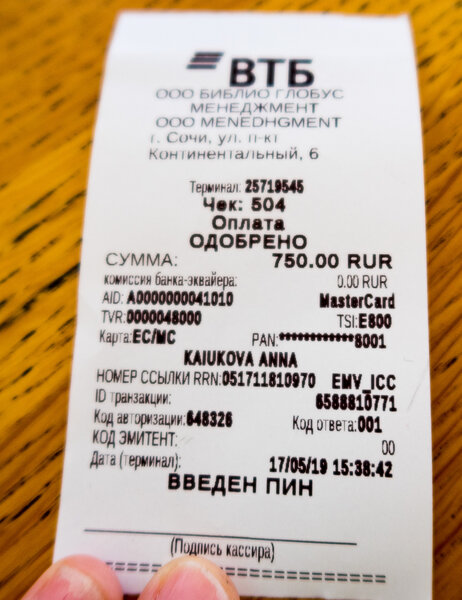 ВТБ
ООО БИБЛИО ГЛОБУС
МЕНЕДЖМЕНТ
ООО MENEDHGMENT
г. Сочи, ул. п-кт
Континентальный, 6
Терминал: 25719545
Чек: 504
Оплата
ОДОБРЕНО
СУММА: 750.00 RUR
комиссия банка-эквайера: 0.00 RUR
AID: A0000000041010 MasterCard
TVR:0000048000 TSI:E800
Карта:EC/MC PAN:************8001
KAIUKOVA ANNA
НОМЕР ССЫЛКИ RRN:051711810970 EMV_ICC
ID транзакции: 6588810771
Код авторизации:648326 Код ответа:001
КОД ЭМИТЕНТ: 00
Дата (терминал): 17/05/19 15:38:42
ВВЕДЕН ПИН
(Подпись кассира)